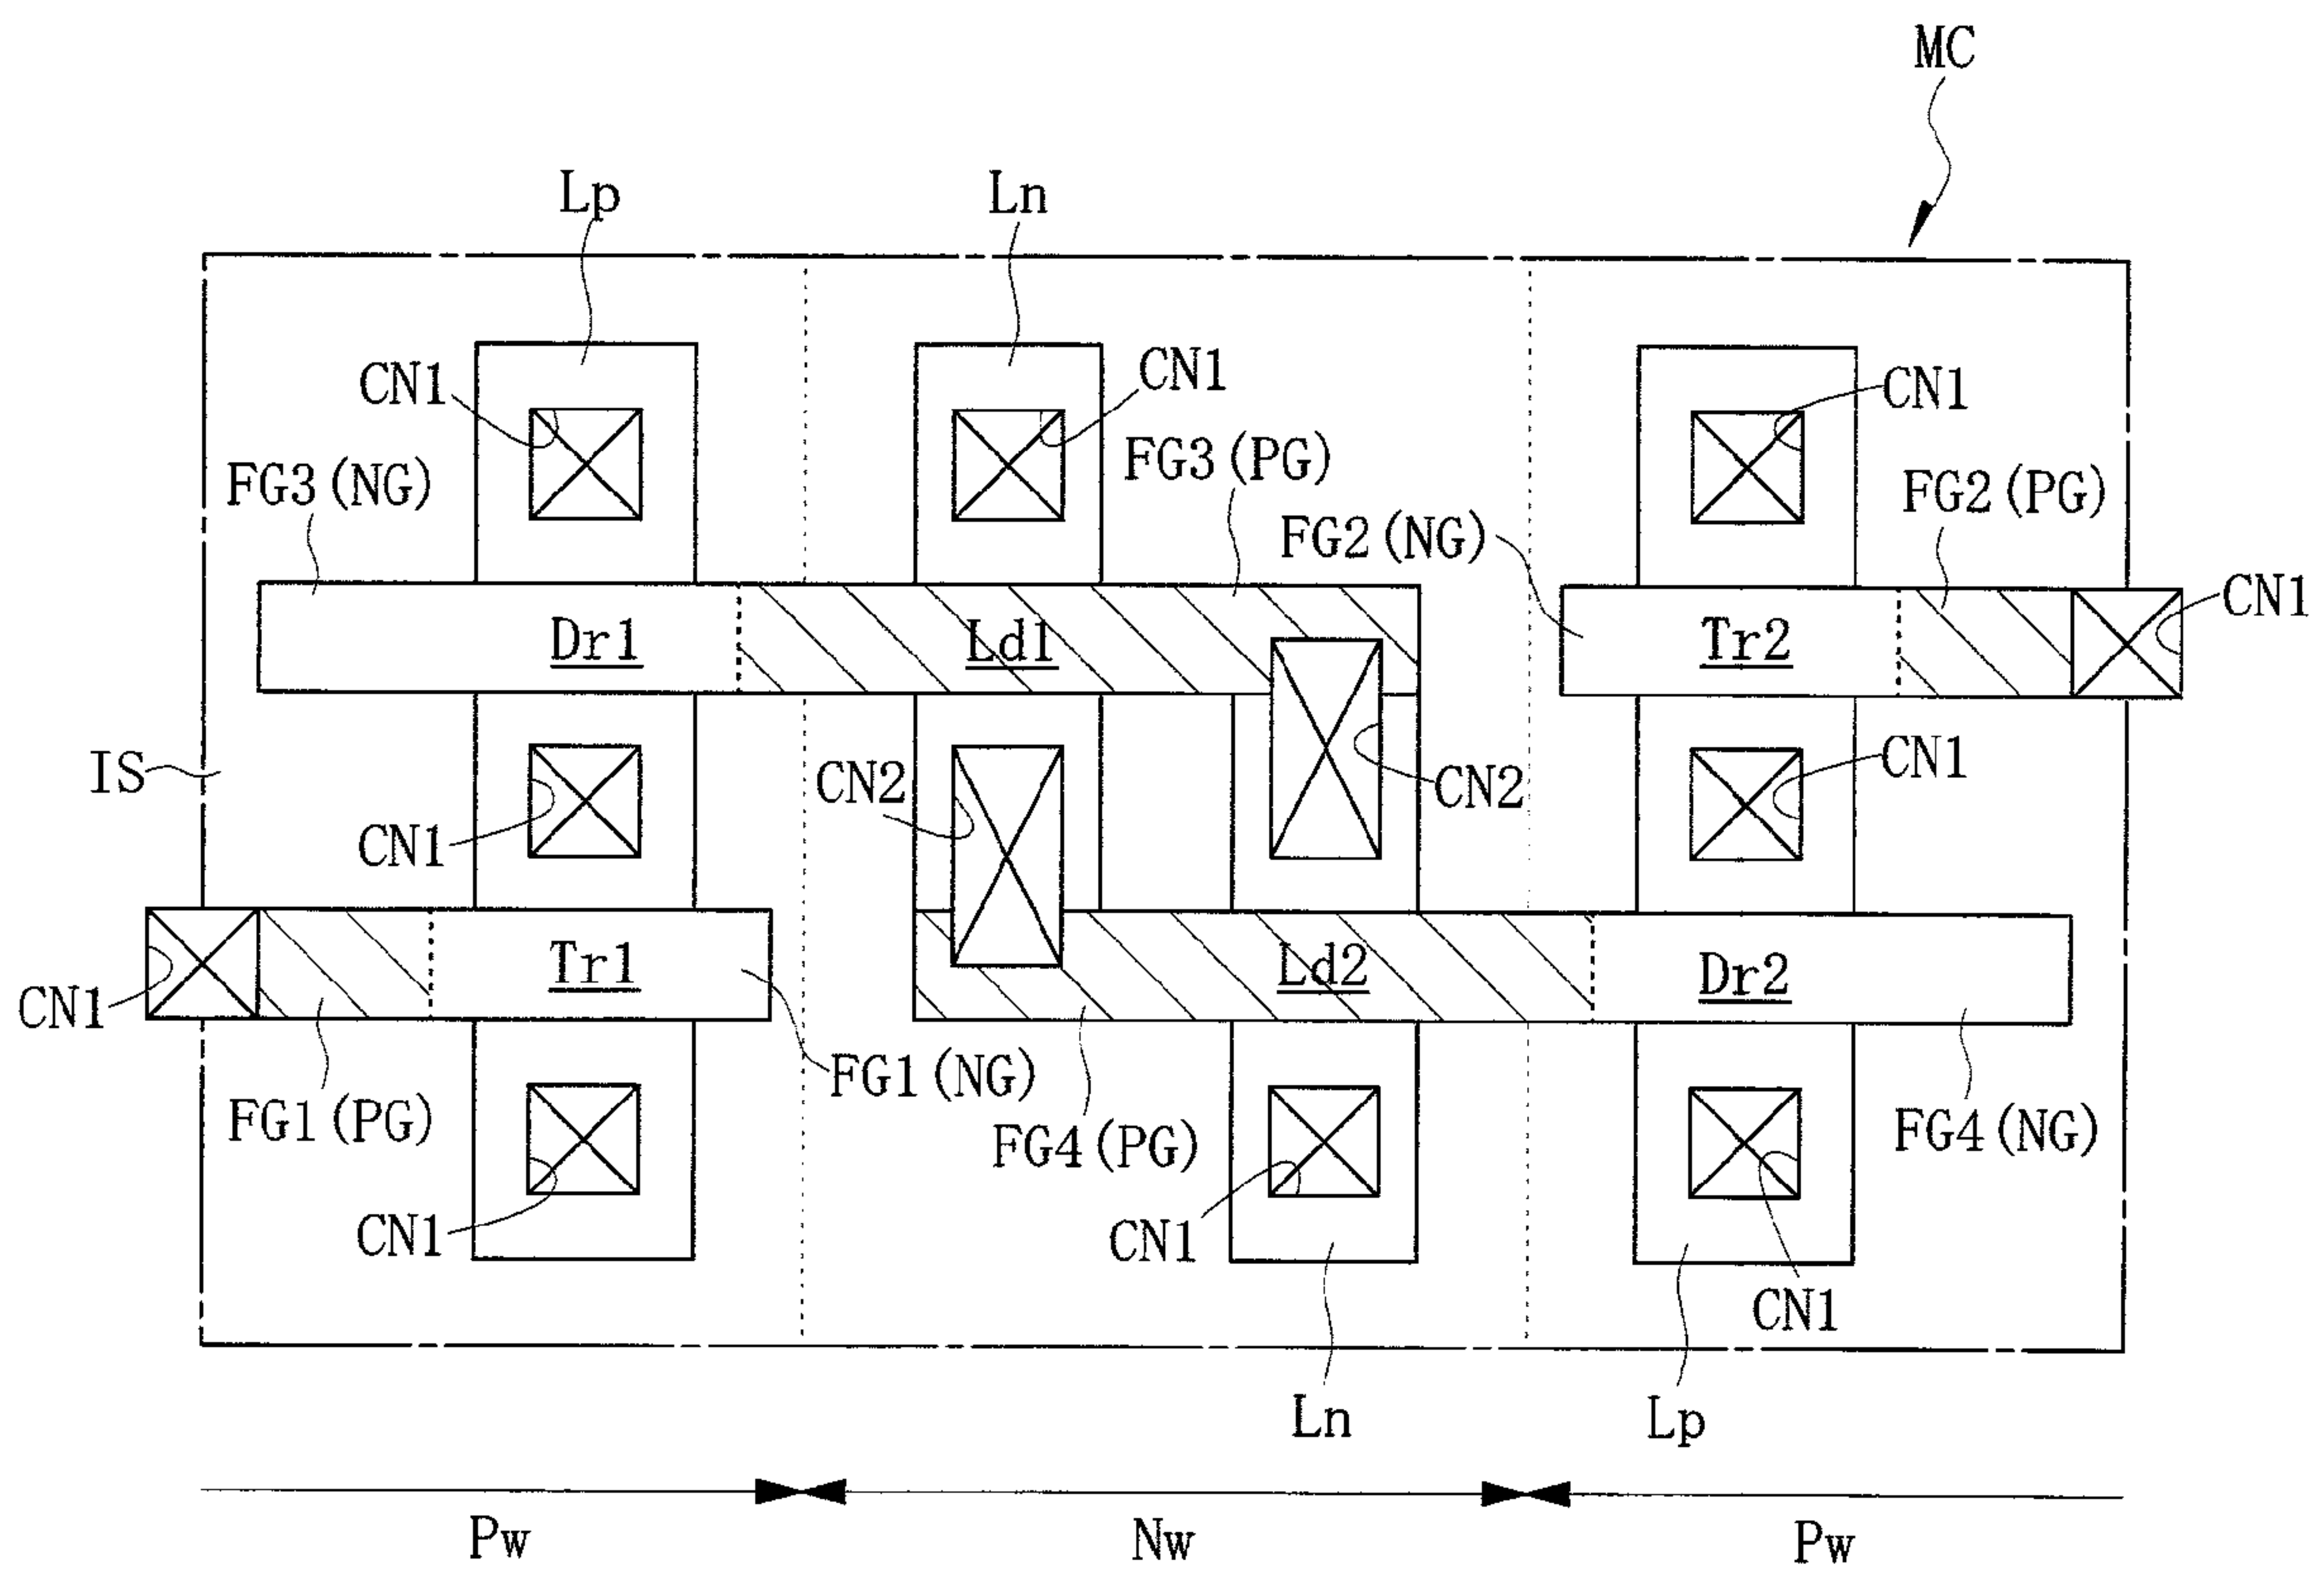 MC
Lp
Ln
CN1
CN1
CN1
FG3(NG)
FG3(PG)
FG2(PG)
FG2(NG)
CN1
Dr1
Ld1
Tr2
IS
CN2
CN2
CN1
CN1
Tr1
Ld2
Dr2
CN1
FG1(PG)
FG1(NG)
FG4(PG)
FG4(NG)
CN1
CN1
CN1
Ln
Lp
Pw
Nw
Pw